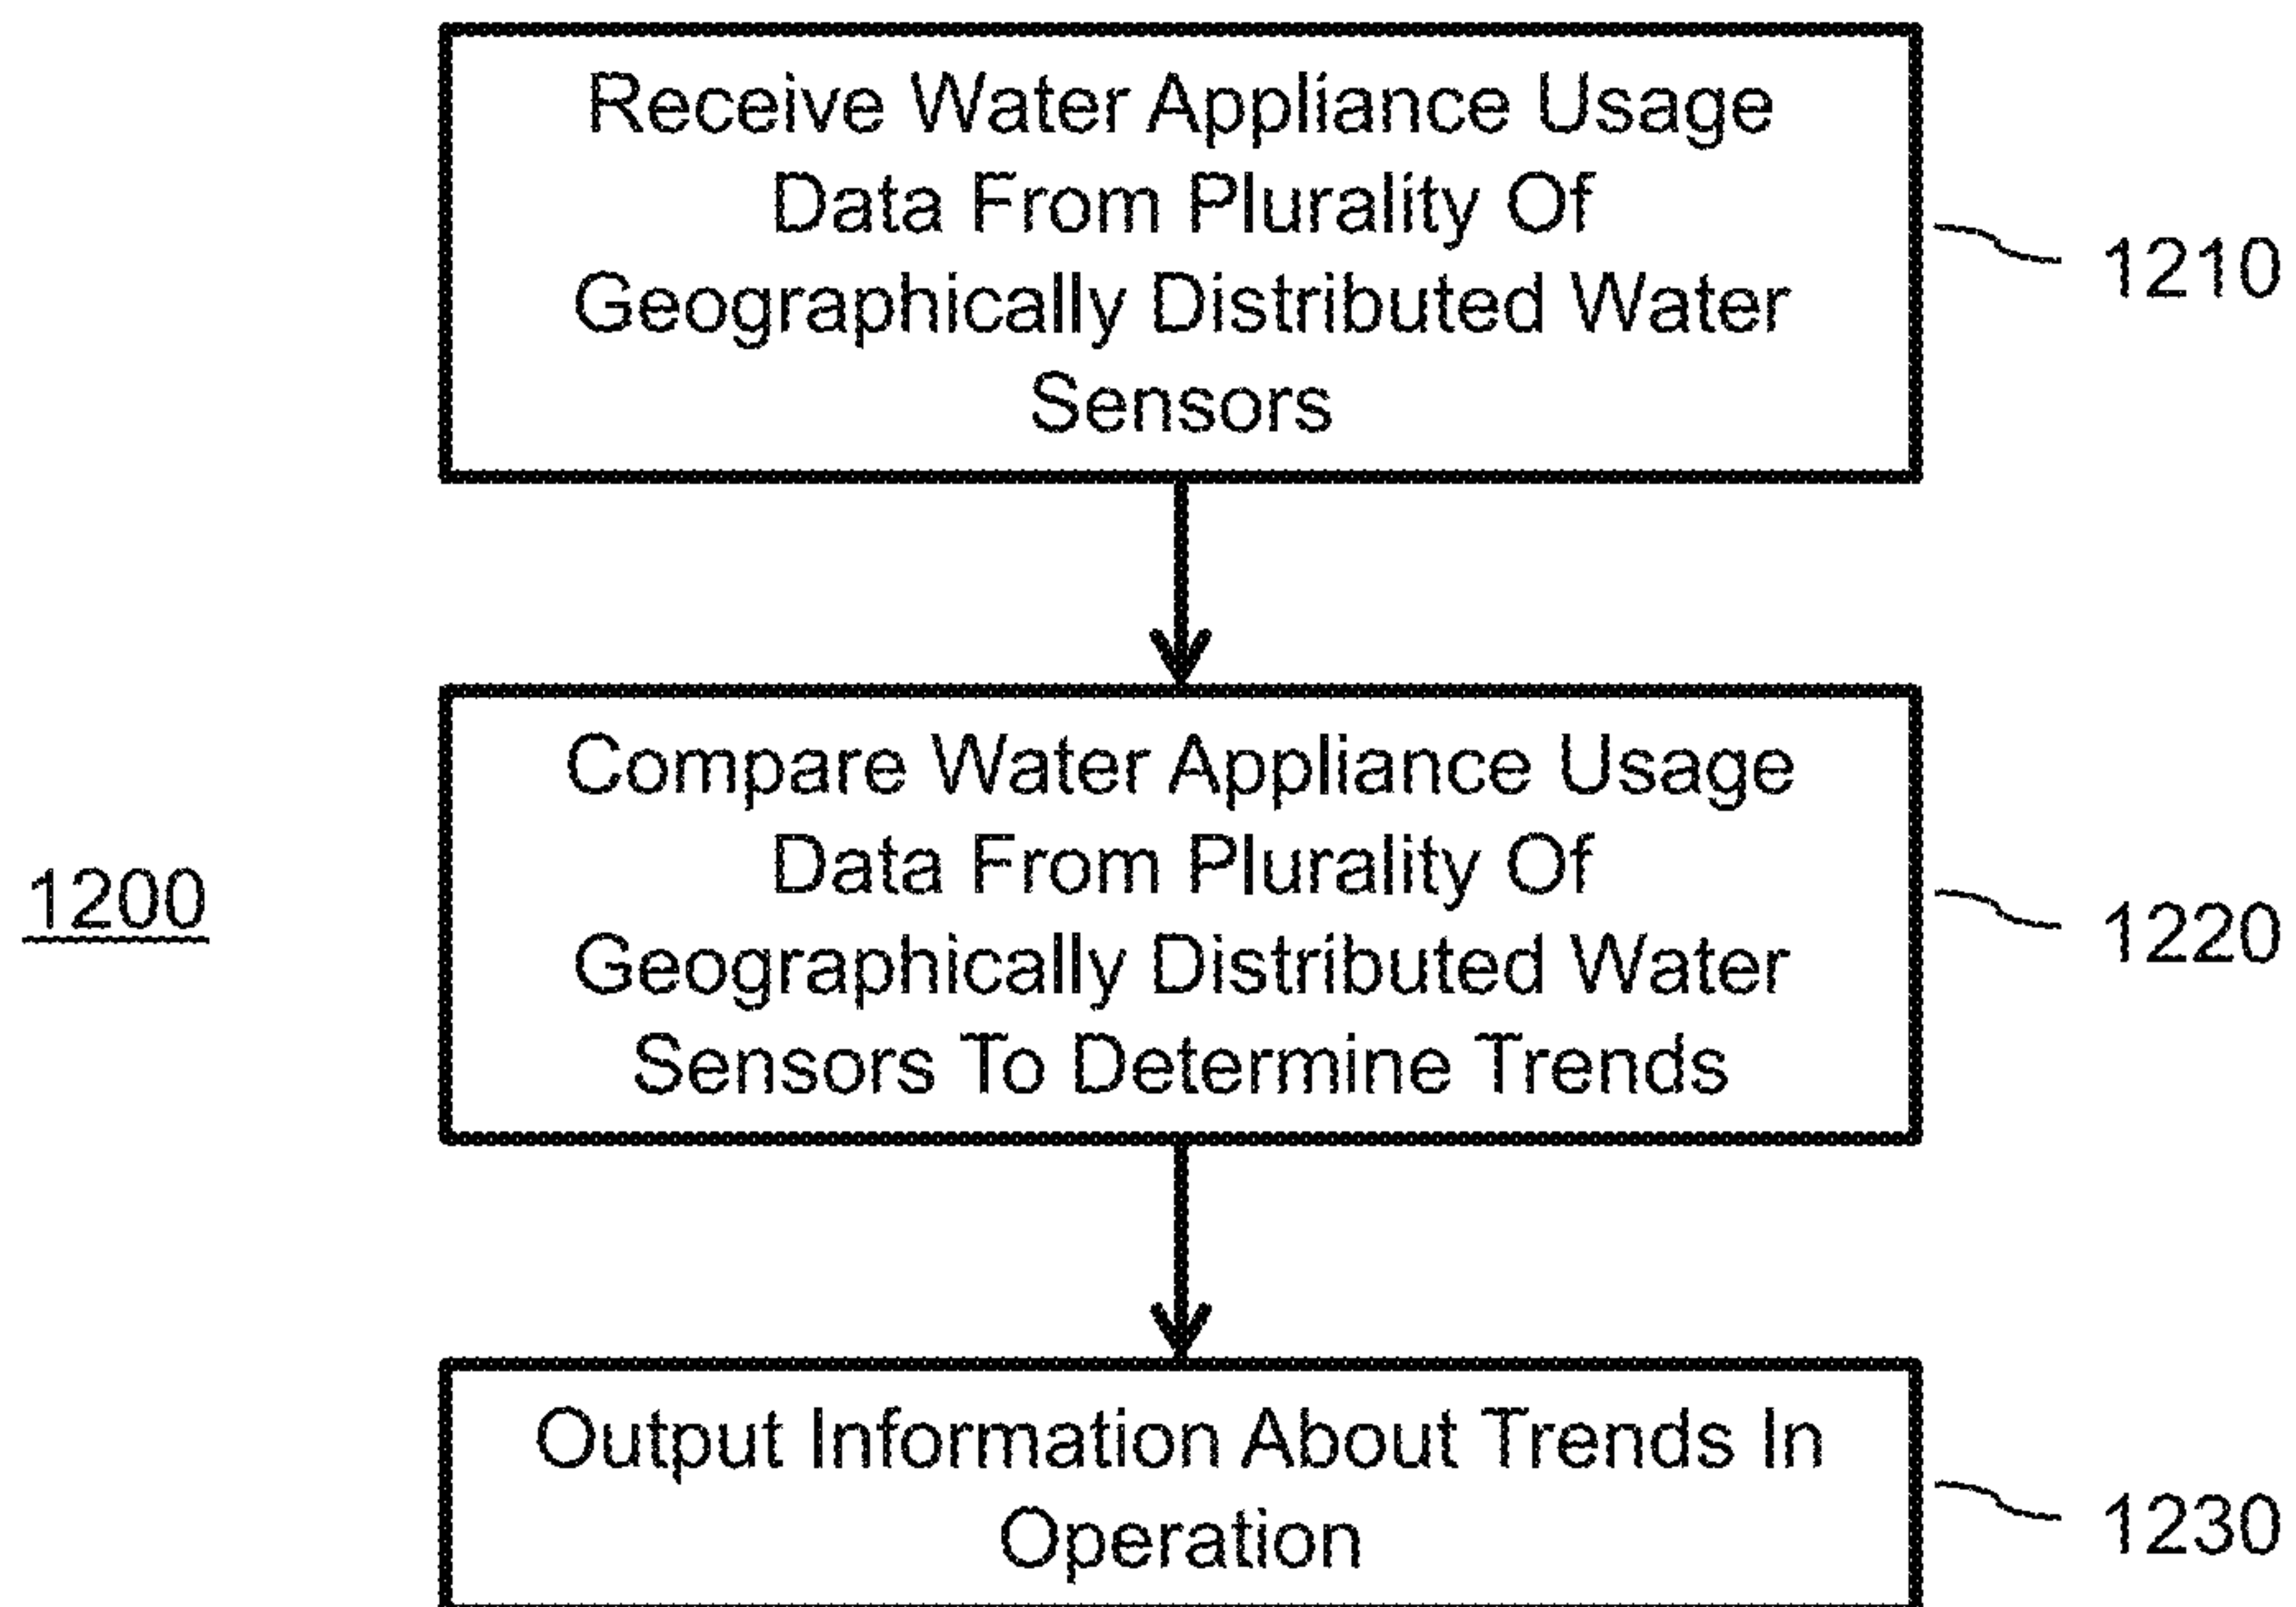 Receive Water Appliance Usage
Data From Plurality Of
Geographically Distributed Water
Sensors
1210
Compare Water Appliance Usage
Data From Plurality Of
Geographically Distributed Water
Sensors To Determine Trends
1200
1220
Output Information About Trends In
Operation
1230